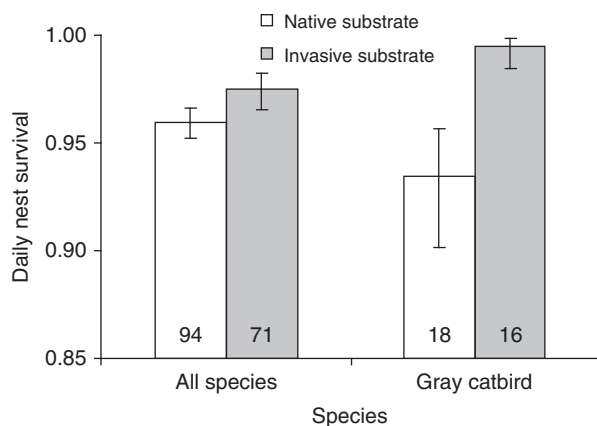 Native substrate
Invasive substrate
Daily nest survival
1.00
0.95
0.90
0.85
94 71 18 16
All species Gray catbird
Species